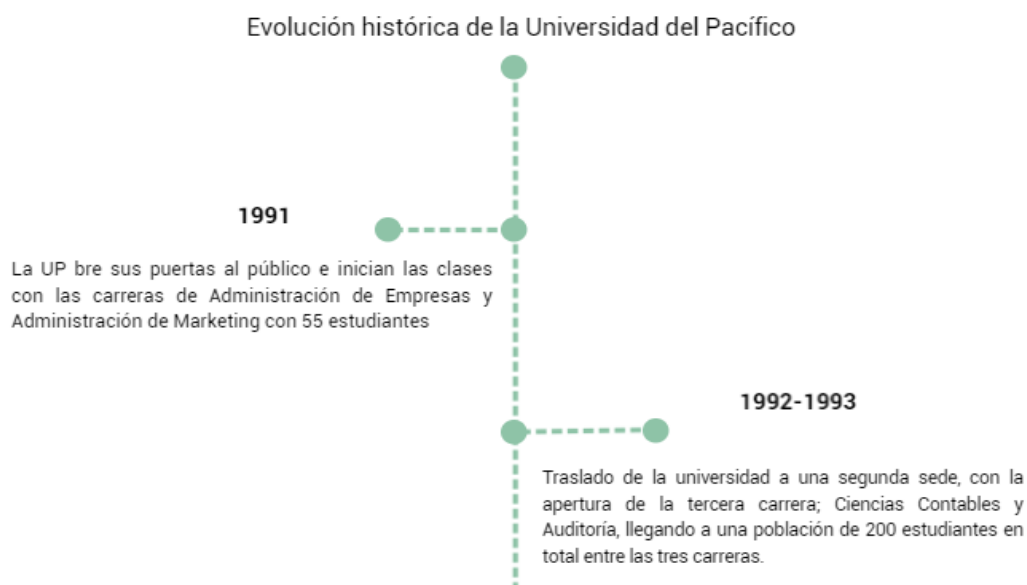 Evolución histórica de la Universidad del Pacífico
1991
La UP bre sus puertas al público e inician las clases
con las carreras de Administración de Empresas y
Administración de Marketing con 55 estudiantes
1992-1993
Traslado de la universidad a una segunda sede, con la
apertura de la tercera carrera; Ciencias Contables y
Auditoría, llegando a una población de 200 estudiantes en
total entre las tres carreras.